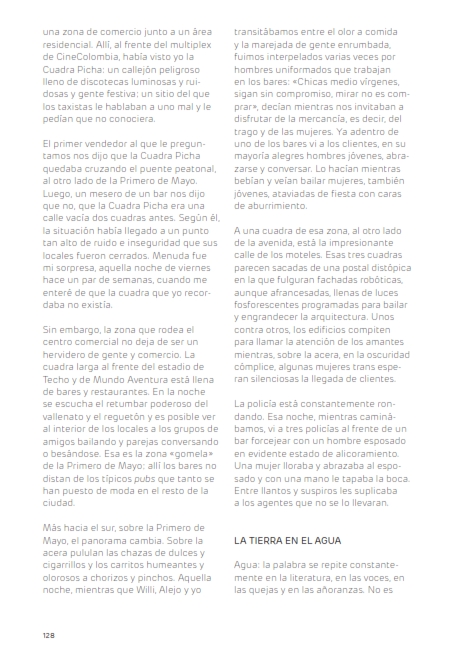 una zona de comercio junto a un área
residencial. Allí, al frente del multiplex
de CineColombia, había visto yo la
Cuadra Picha: un callejón peligroso
lleno de discotecas luminosas y rui-
dosas y gente festiva; un sitio del que
los taxistas le hablaban a uno mal y le
pedían que no conociera.
El primer vendedor al que le pregun-
tamos nos dijo que la Cuadra Picha
quedaba cruzando el puente peatonal,
al otro lado de la Primero de Mayo.
Luego, un mesero de un bar nos dijo
que no, que la Cuadra Picha era una
calle vacía dos cuadras antes. Según él,
la situación había llegado a un punto
tan alto de ruido e inseguridad que sus
locales fueron cerrados. Menuda fue
mi sorpresa, aquella noche de viernes
hace un par de semanas, cuando me
enteré de que la cuadra que yo recor-
daba no existía.
Sin embargo, la zona que rodea el
centro comercial no deja de ser un
hervidero de gente y comercio. La
cuadra larga al frente del estadio de
Techo y de Mundo Aventura está llena
de bares y restaurantes. En la noche
se escucha el retumbar poderoso del
vallenato y el reguetón y es posible ver
al interior de los locales a los grupos de
amigos bailando y parejas conversando
o besándose. Esa es la zona «gomela»
de la Primero de Mayo: allí los bares no
distan de los típicos pubs que tanto se
han puesto de moda en el resto de la
ciudad.
Más hacia el sur, sobre la Primero de
Mayo, el panorama cambia. Sobre la
acera pululan las chazas de dulces y
cigarrillos y los carritos humeantes y
olorosos a chorizos y pinchos. Aquella
noche, mientras que Willi, Alejo y yo
transitábamos entre el olor a comida
y la marejada de gente enrumbada,
fuimos interpelados varias veces por
hombres uniformados que trabajan
en los bares: «Chicas medio vírgenes,
sigan sin compromiso, mirar no es com-
prar», decían mientras nos invitaban a
disfrutar de la mercancía, es decir, del
trago y de las mujeres. Ya adentro de
uno de los bares vi a los clientes, en su
mayoría alegres hombres jóvenes, abra-
zarse y conversar. Lo hacían mientras
bebían y veían bailar mujeres, también
jóvenes, ataviadas de fiesta con caras
de aburrimiento.
A una cuadra de esa zona, al otro lado
de la avenida, está la impresionante
calle de los moteles. Esas tres cuadras
parecen sacadas de una postal distópica
en la que fulguran fachadas robóticas,
aunque afrancesadas, llenas de luces
fosforescentes programadas para bailar
y engrandecer la arquitectura. Unos
contra otros, los edificios compiten
para llamar la atención de los amantes
mientras, sobre la acera, en la oscuridad
cómplice, algunas mujeres trans espe-
ran silenciosas la llegada de clientes.
La policía está constantemente ron-
dando. Esa noche, mientras caminá-
bamos, vi a tres policías al frente de un
bar forcejear con un hombre esposado
en evidente estado de alicoramiento.
Una mujer lloraba y abrazaba al espo-
sado y con una mano le tapaba la boca.
Entre llantos y suspiros les suplicaba
a los agentes que no se lo llevaran.
LA TIERRA EN EL AGUA
Agua: la palabra se repite constante-
mente en la literatura, en las voces, en
las quejas y en las añoranzas. No es
128